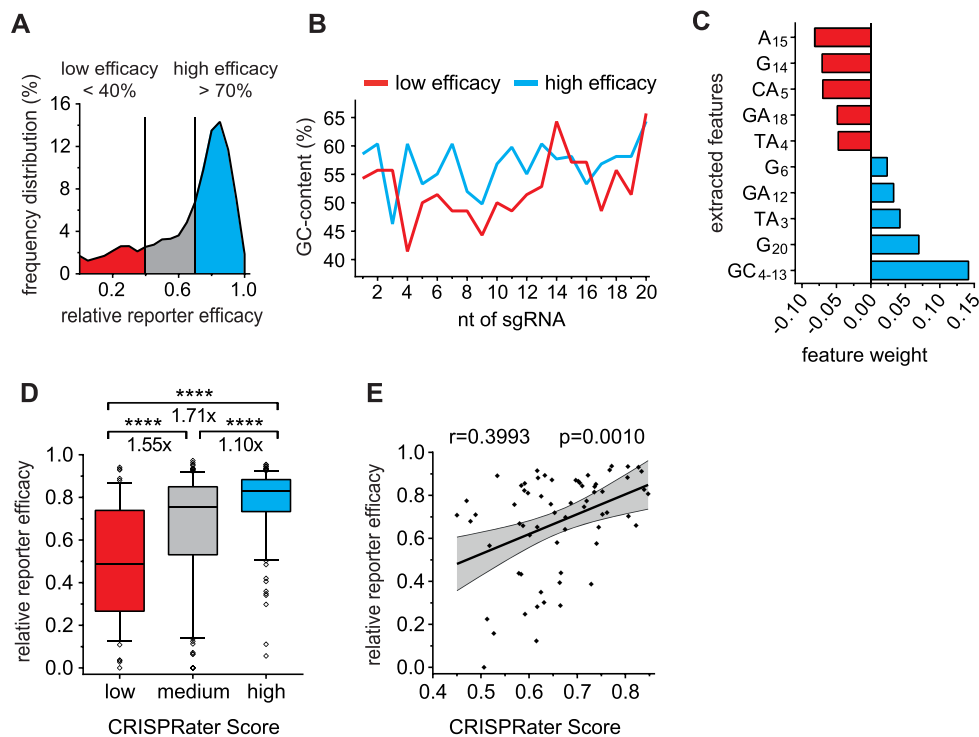 A
low efficacy
< 40%
high efficacy
> 70%
frequency distribution (%)
16
12
8
4
0
0.2
0.6
1.0
relative reporter efficacy
B
low efficacy
high efficacy
GC-content (%)
65
60
55
50
45
40
2 4 6 8 10 12 14 16 18 20
nt of sgRNA
C
extracted features
A15
G14
CA5
GA18
TA4
G6
GA12
TA3
G20
GC4-13
-0.10
-0.05
0.00
0.05
0.10
0.15
feature weight
D
****
1.71x
**** ****
1.55x 1.10x
relative reporter efficacy
1.0
0.8
0.6
0.4
0.2
0.0
low medium high
CRISPRater Score
E
r=0.3993 p=0.0010
relative reporter efficacy
1.0
0.8
0.6
0.4
0.2
0.0
0.4 0.5 0.6 0.7 0.8
CRISPRater Score